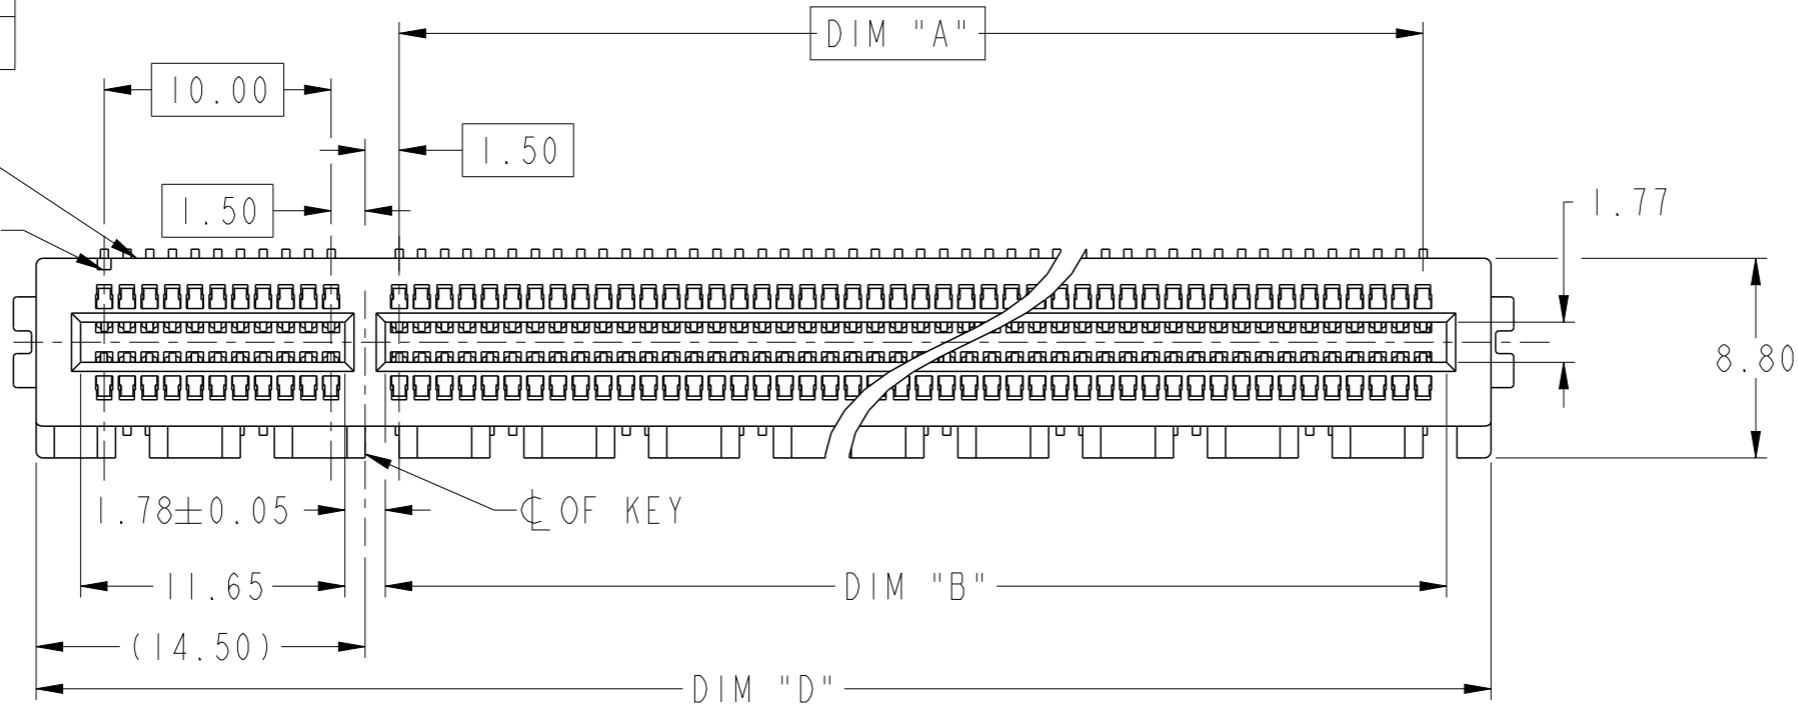 DIM "A"
10.00
1.50
1.50
1.77
8.80
1.78±0.05
℄ OF KEY
11.65
DIM "B"
(14.50)
DIM "D"